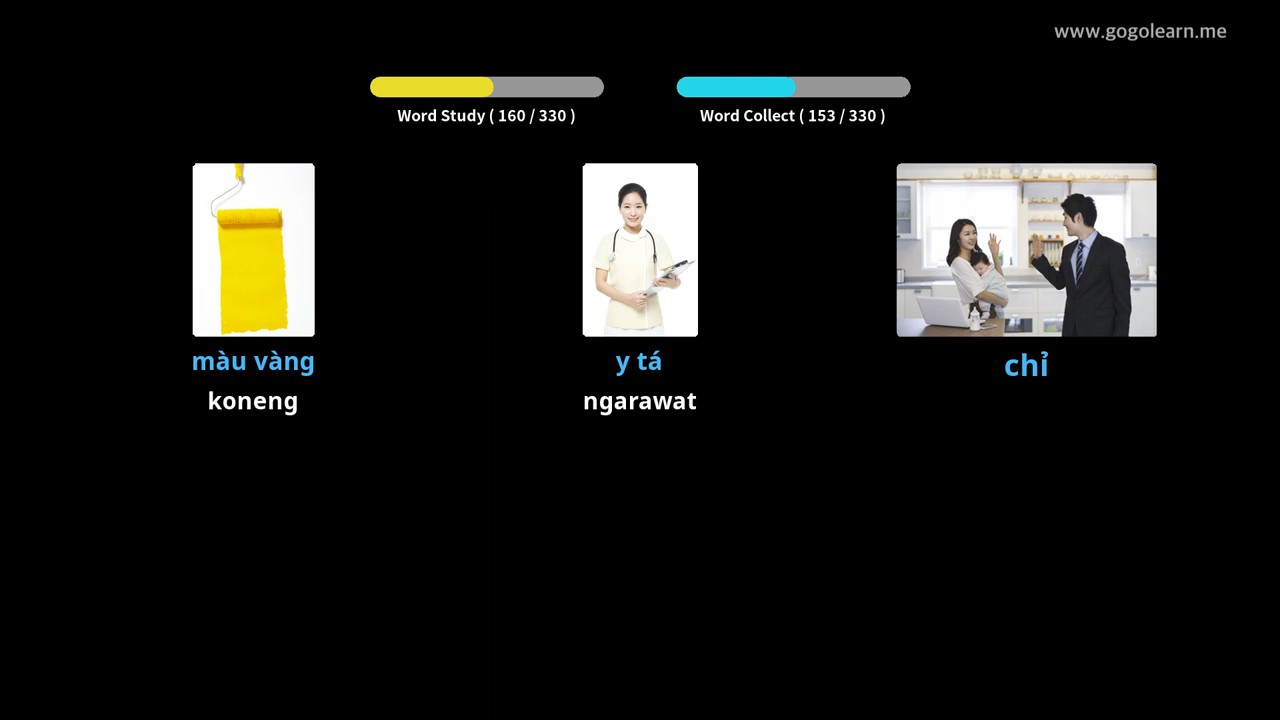 www.gogolearn.me
Word Study ( 160 / 330 )
Word Collect ( 153 / 330 )
màu vàng
koneng
y tá
ngarawat
chỉ